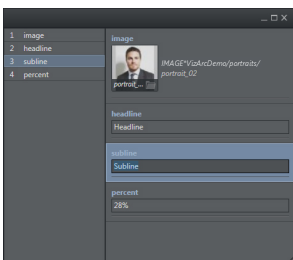 1 image
2 headline
3 subline
4 percent
image
IMAGE*VizArcDemo/portraits/
portrait_02
portrait_...
headline
Headline
subline
Subline
percent
28%